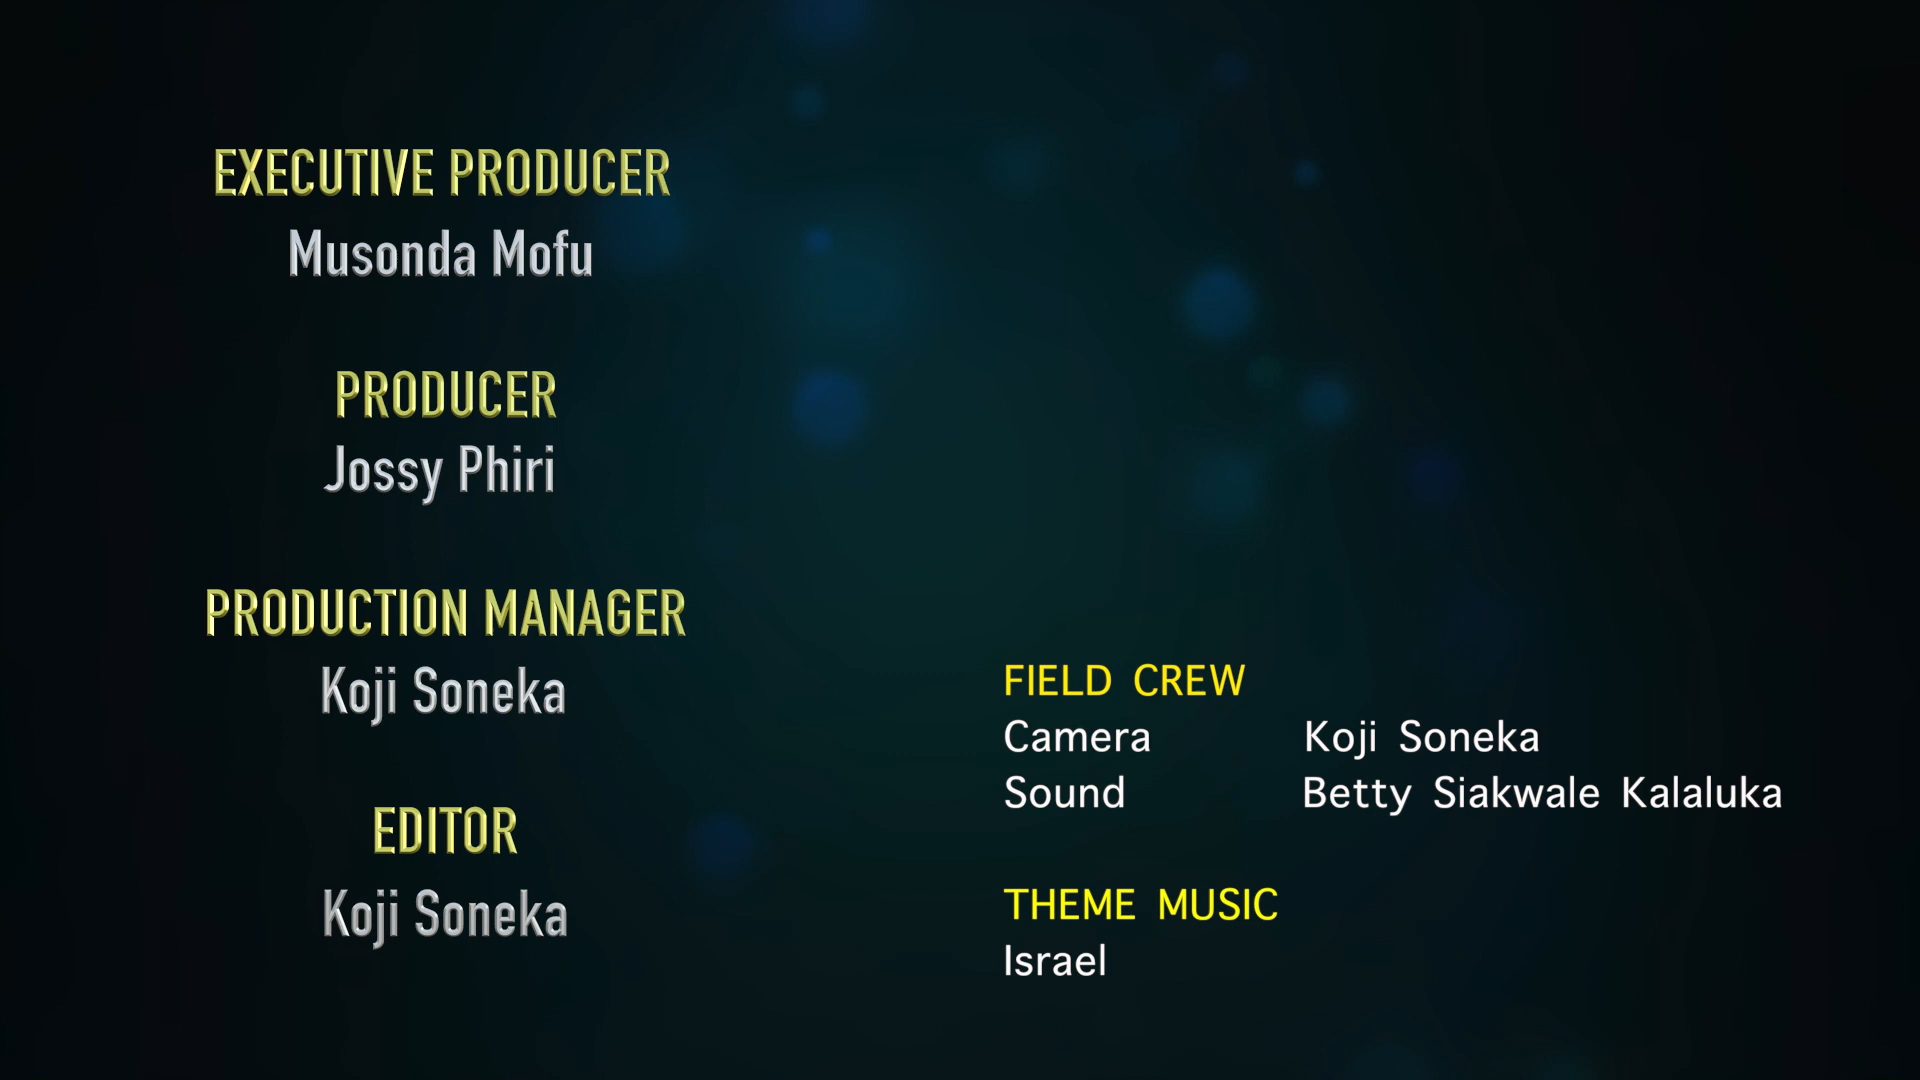 EXECUTIVE PRODUCER
Musonda Mofu
PRODUCER
Jossy Phiri
PRODUCTION MANAGER
Koji Soneka
EDITOR
Koji Soneka
FIELD CREW
Camera Koji Soneka
Sound Betty Siakwale Kalaluka
THEME MUSIC
Israel